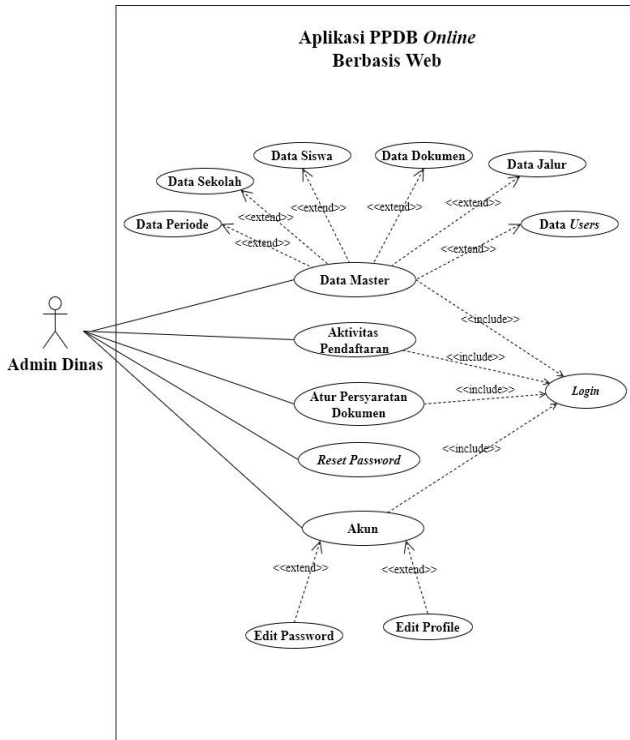 Aplikasi PPDB Online
Berbasis Web
Data Siswa
Data Dokumen
Data Jalur
Data Sekolah
<<extend>>
<<extend>>
<<extend>>
<<extend>>
Data Periode
<<extend>>
<<extend>>
Data Users
Data Master
<<include>>
Admin Dinas
Aktivitas
Pendaftaran
<<include>>
Atur Persyaratan
Dokumen
<<include>>
Login
Reset Password
<<include>>
Akun
<<extend>>
<<extend>>
Edit Password
Edit Profile